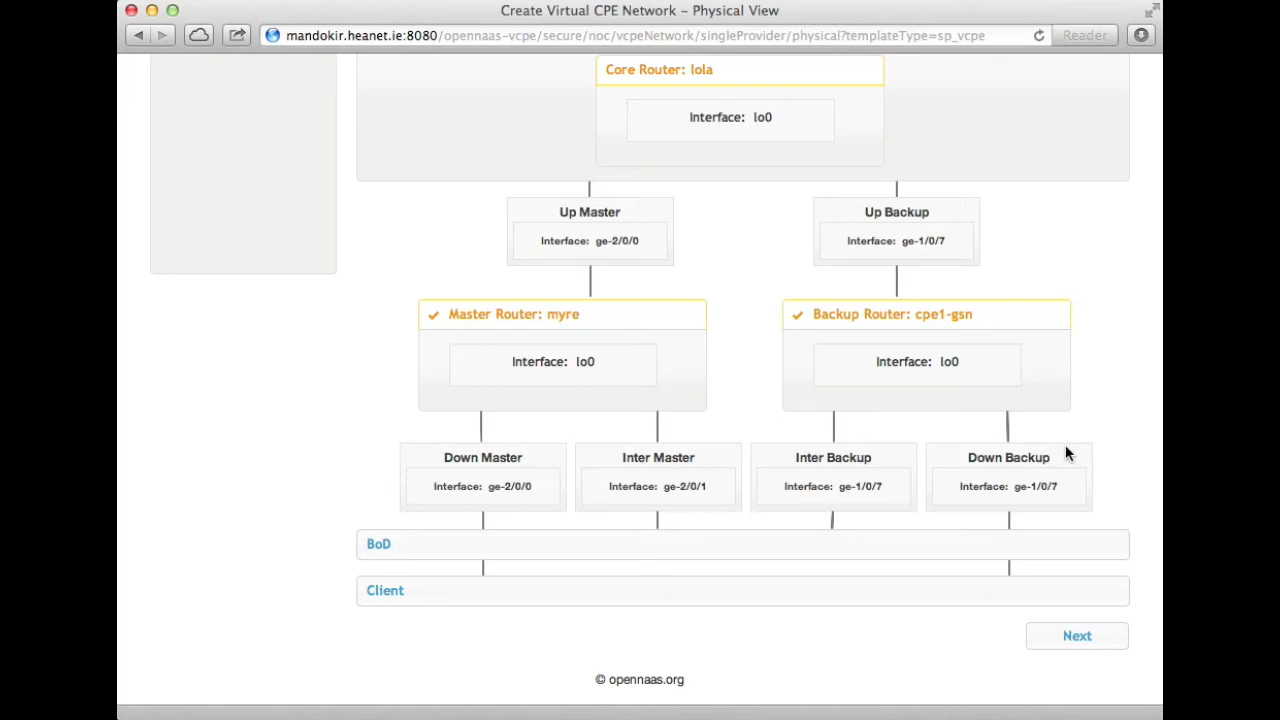 Create Virtual CPE Network – Physical View
mandokir.heanet.ie:8080/opennaas-vcpe/secure/noc/vcpeNetwork/singleProvider/physical?templateType=sp_vcpe
Reader
Core Router: lola
Interface: lo0
Up Master
Interface: ge-2/0/0
Up Backup
Interface: ge-1/0/7
Master Router: myre
Interface: lo0
Backup Router: cpe1-gsn
Interface: lo0
Down Master
Interface: ge-2/0/0
Inter Master
Interface: ge-2/0/1
Inter Backup
Interface: ge-1/0/7
Down Backup
Interface: ge-1/0/7
BoD
Client
Next
© opennaas.org